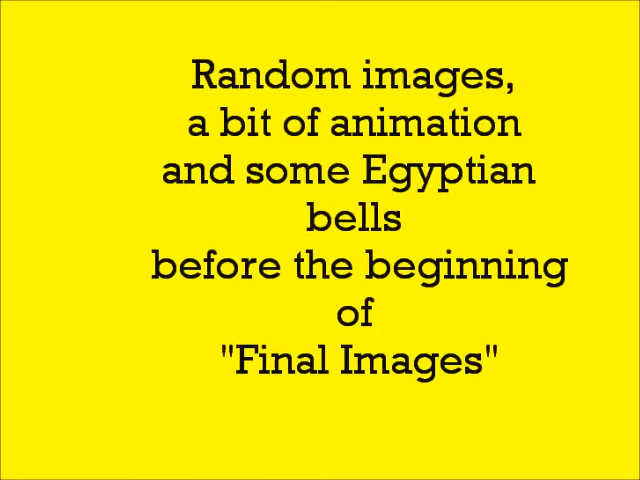 Random images,
a bit of animation
and some Egyptian
bells
before the beginning
of
"Final Images"